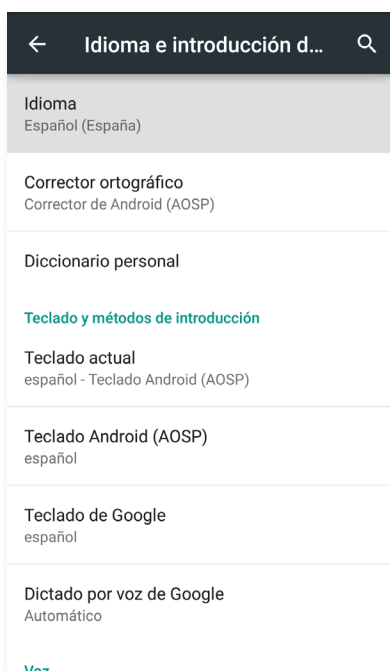 Idioma e introducción d...
Idioma
Español (España)
Corrector ortográfico
Corrector de Android (AOSP)
Diccionario personal
Teclado y métodos de introducción
Teclado actual
español - Teclado Android (AOSP)
Teclado Android (AOSP)
español
Teclado de Google
español
Dictado por voz de Google
Automático
Voz